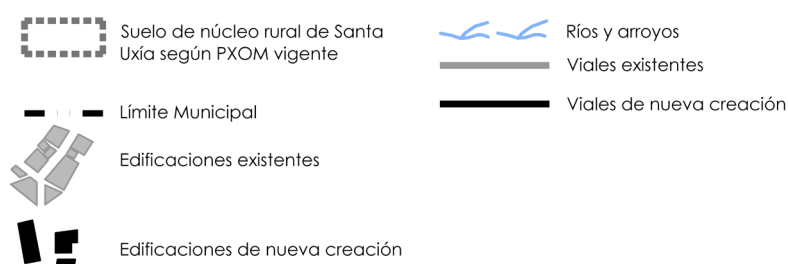 Suelo de núcleo rural de Santa
Uxía según PXOM vigente
Límite Municipal
Edificaciones existentes
Edificaciones de nueva creación
Ríos y arroyos
Viales existentes
Viales de nueva creación